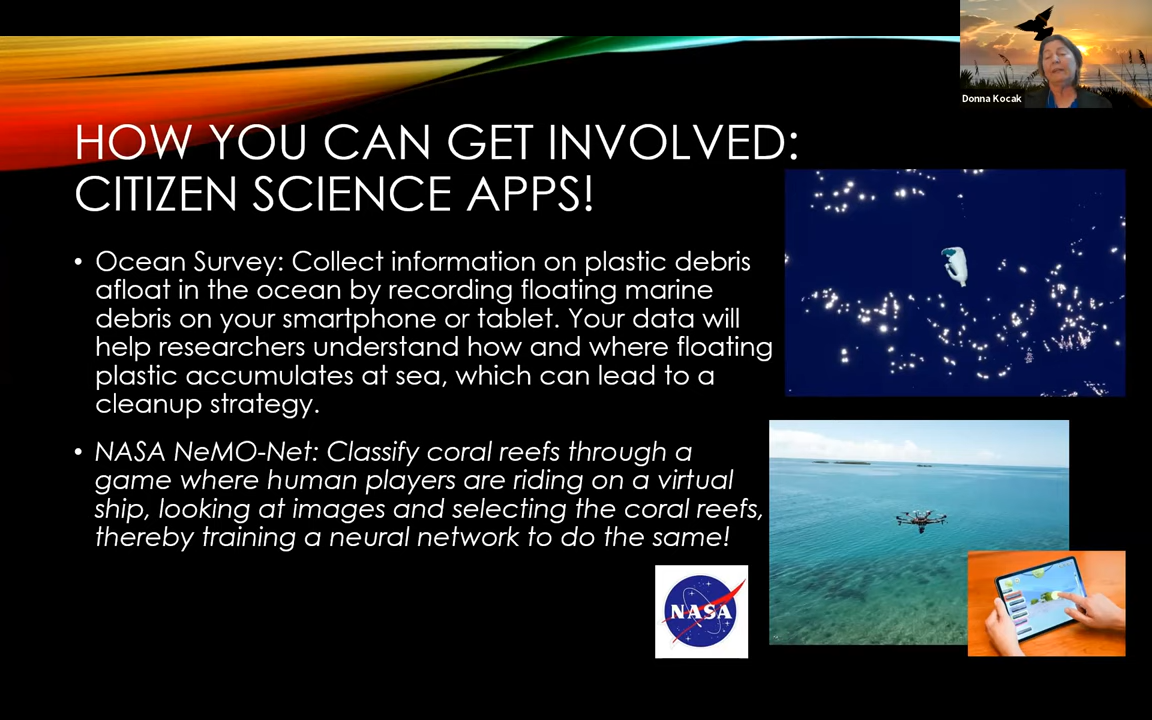 Donna Kocak
HOW YOU CAN GET INVOLVED:
CITIZEN SCIENCE APPS!
• Ocean Survey: Collect information on plastic debris
afloat in the ocean by recording floating marine
debris on your smartphone or tablet. Your data will
help researchers understand how and where floating
plastic accumulates at sea, which can lead to a
cleanup strategy.
• NASA NeMO-Net: Classify coral reefs through a
game where human players are riding on a virtual
ship, looking at images and selecting the coral reefs,
thereby training a neural network to do the same!
NASA